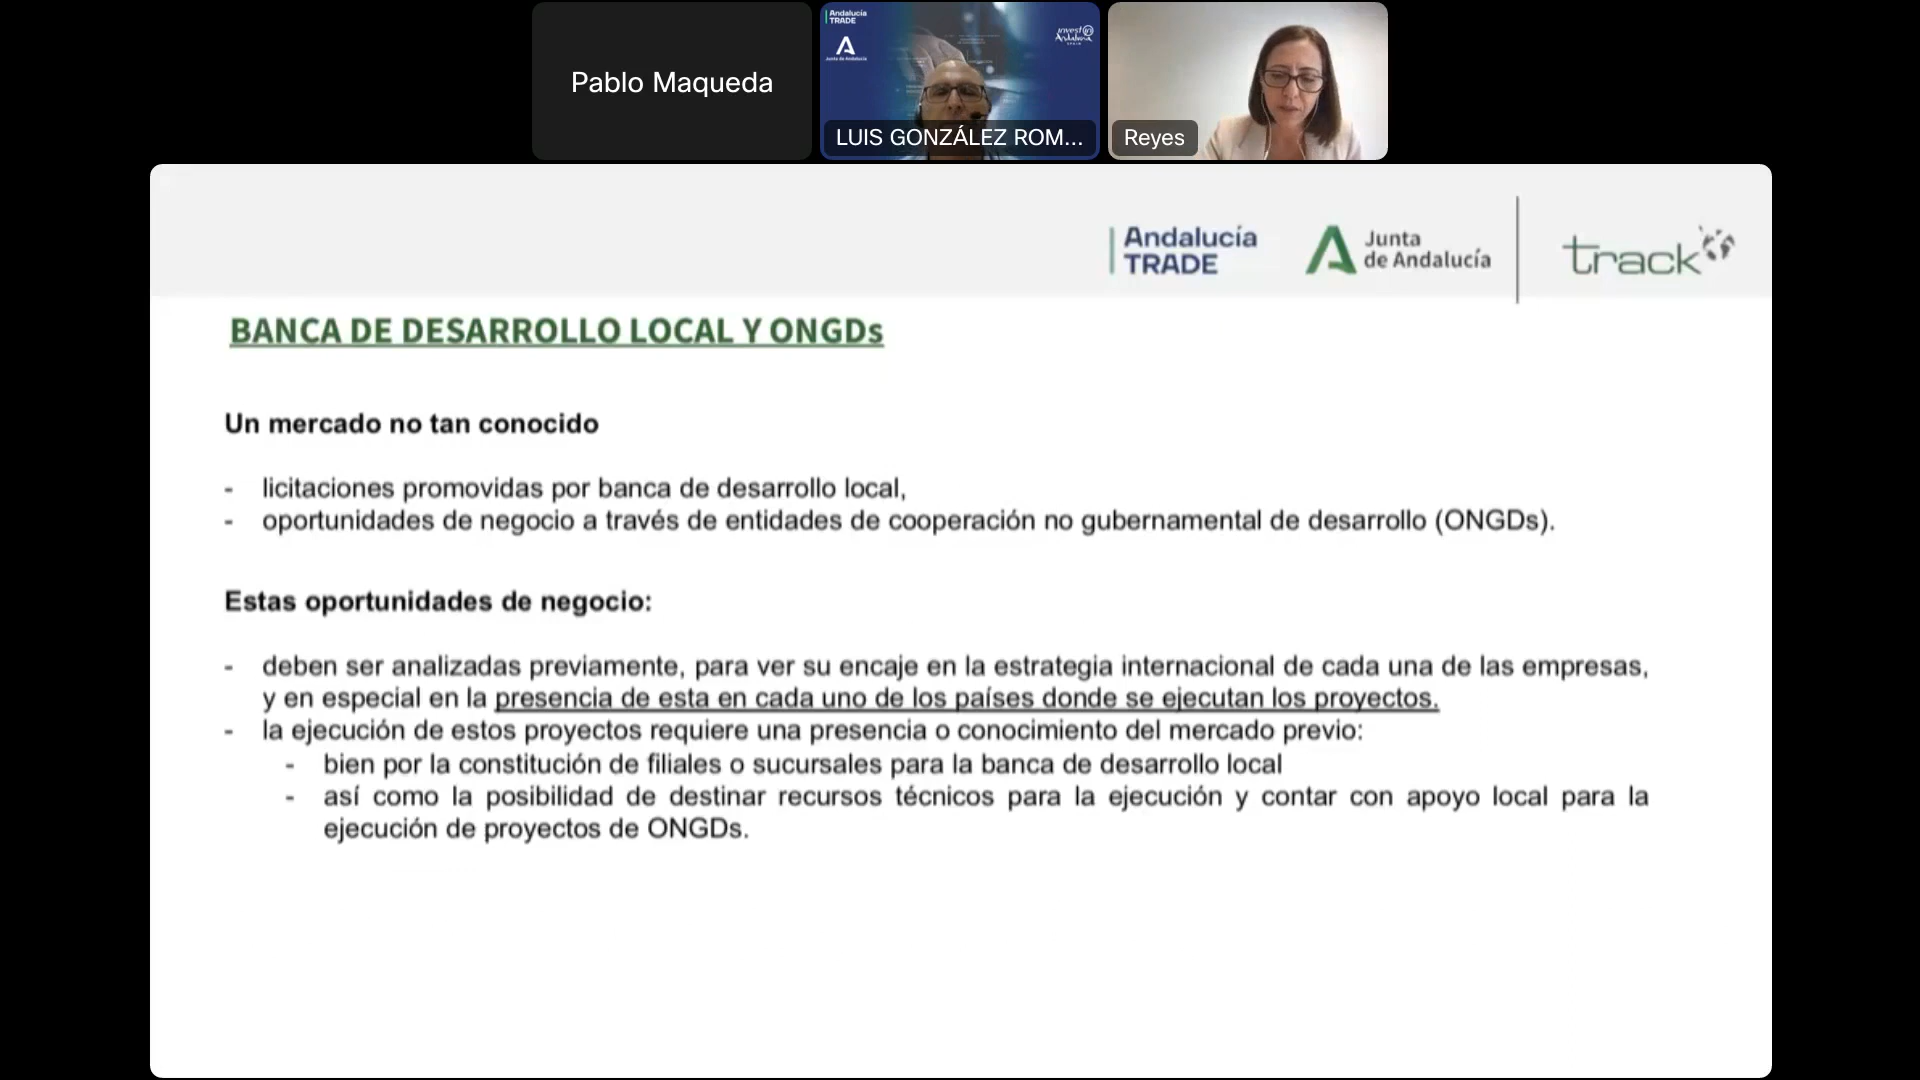 Pablo Maqueda
Andalucía
TRADE
Junta de Andalucía
LUIS GONZÁLEZ ROM...
Reyes
Andalucía
TRADE
Junta
de Andalucía
track
BANCA DE DESARROLLO LOCAL Y ONGDs
Un mercado no tan conocido
- licitaciones promovidas por banca de desarrollo local,
- oportunidades de negocio a través de entidades de cooperación no gubernamental de desarrollo (ONGDs).
Estas oportunidades de negocio:
- deben ser analizadas previamente, para ver su encaje en la estrategia internacional de cada una de las empresas,
y en especial en la presencia de esta en cada uno de los países donde se ejecutan los proyectos.
- la ejecución de estos proyectos requiere una presencia o conocimiento del mercado previo:
- bien por la constitución de filiales o sucursales para la banca de desarrollo local
- así como la posibilidad de destinar recursos técnicos para la ejecución y contar con apoyo local para la
ejecución de proyectos de ONGDs.